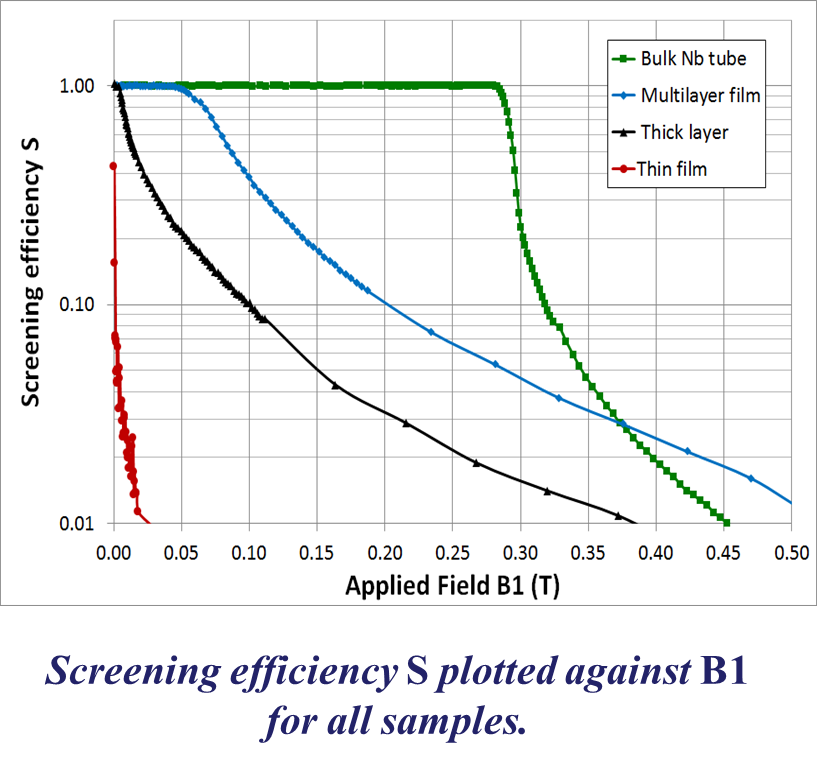 Bulk Nb tube
Multilayer film
Thick layer
Thin film
Screening efficiency S
1.00
0.10
0.01
0.00 0.05 0.10 0.15 0.20 0.25 0.30 0.35 0.40 0.45 0.50
Applied Field B1 (T)
Screening efficiency S plotted against B1
for all samples.